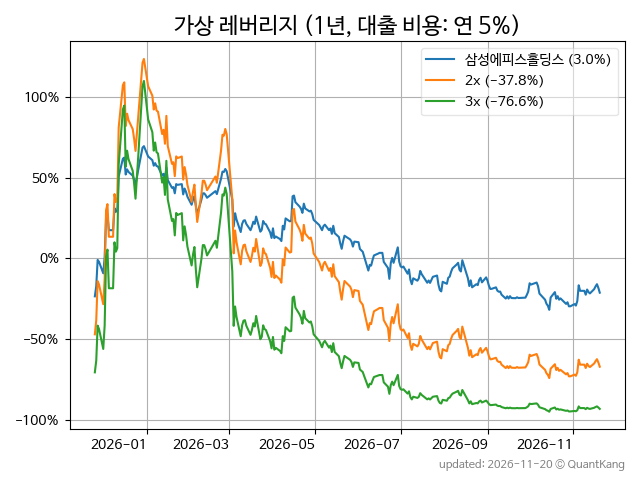 가상 레버리지 (1년, 대출 비용: 연 5%)
삼성에피스홀딩스 (3.0%)
2x (−37.8%)
3x (−76.6%)
100%
50%
0%
−50%
−100%
2026-01 2026-03 2026-05 2026-07 2026-09 2026-11
updated: 2026-11-20 © QuantKang